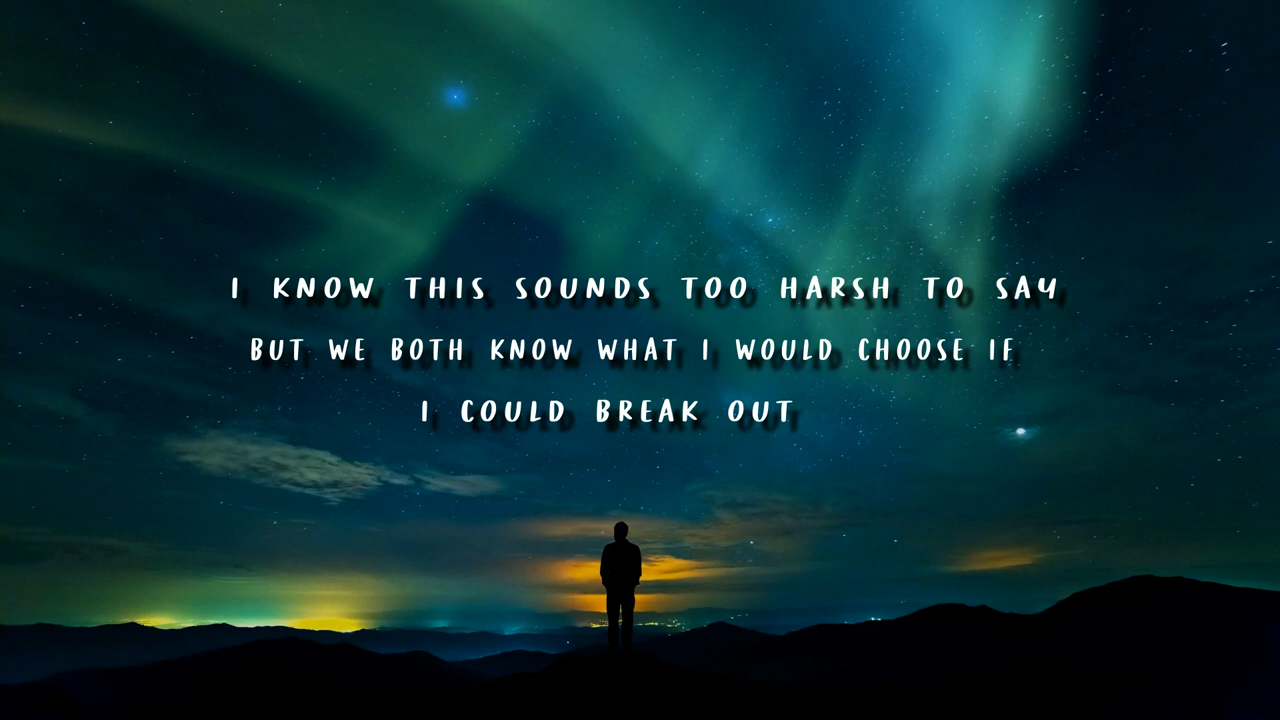 I KNOW THIS SOUNDS TOO HARSH TO SAY
BUT WE BOTH KNOW WHAT I WOULD CHOOSE IF
I COULD BREAK OUT